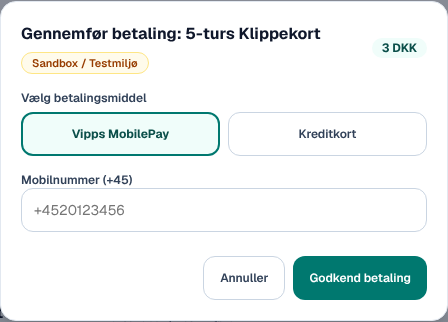 Gennemfør betaling: 5-turs Klippekort
3 DKK
Sandbox / Testmiljø
Vælg betalingsmiddel
Vipps MobilePay
Kreditkort
Mobilnummer (+45)
+4520123456
Annuller
Godkend betaling